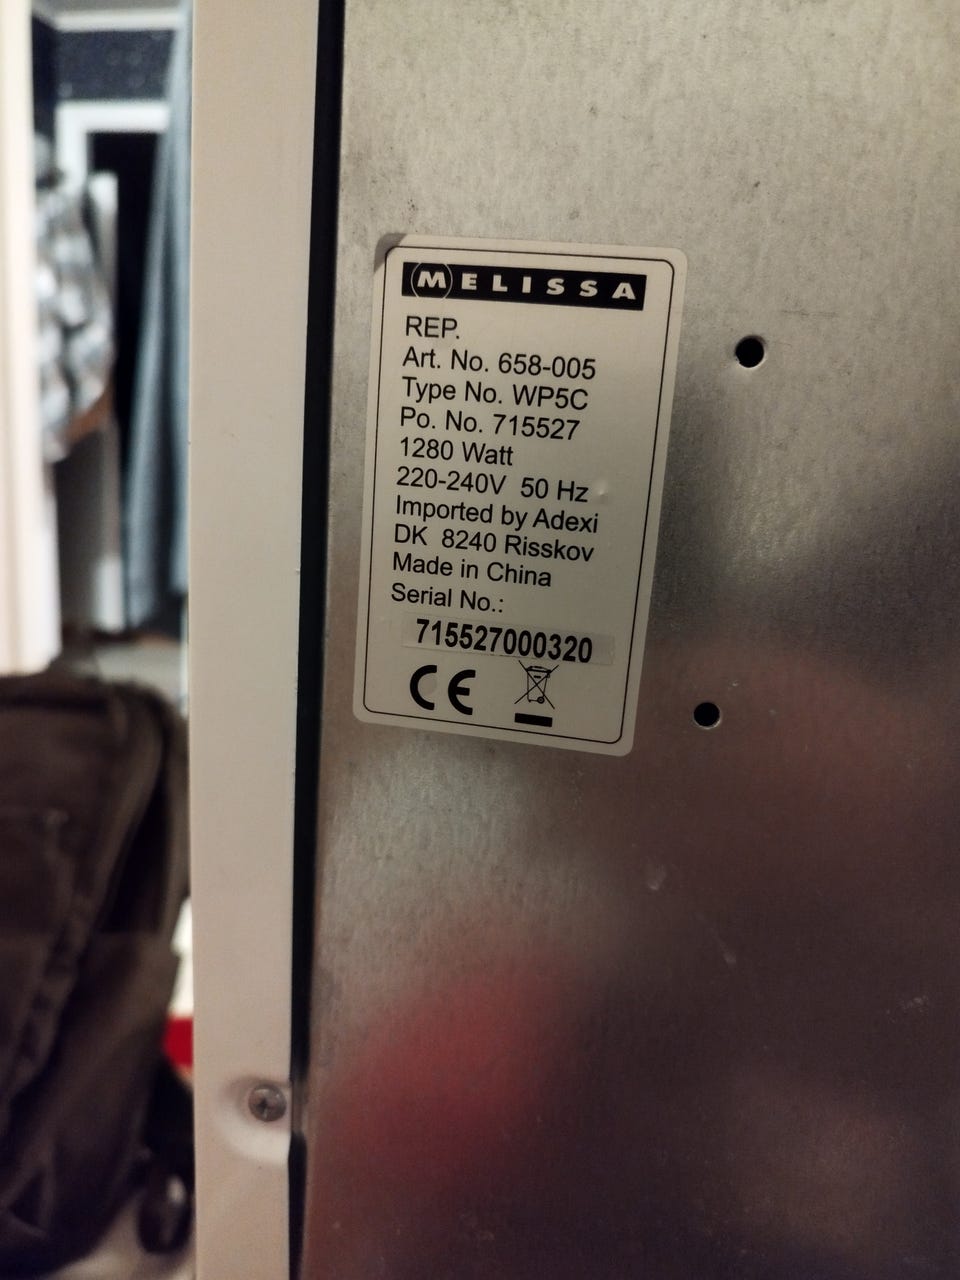 MELISSA
REP.
Art. No. 658-005
Type No. WP5C
Po. No. 715527
1280 Watt
220-240V 50 Hz
Imported by Adexi
DK 8240 Risskov
Made in China
Serial No.:
715527000320
CE